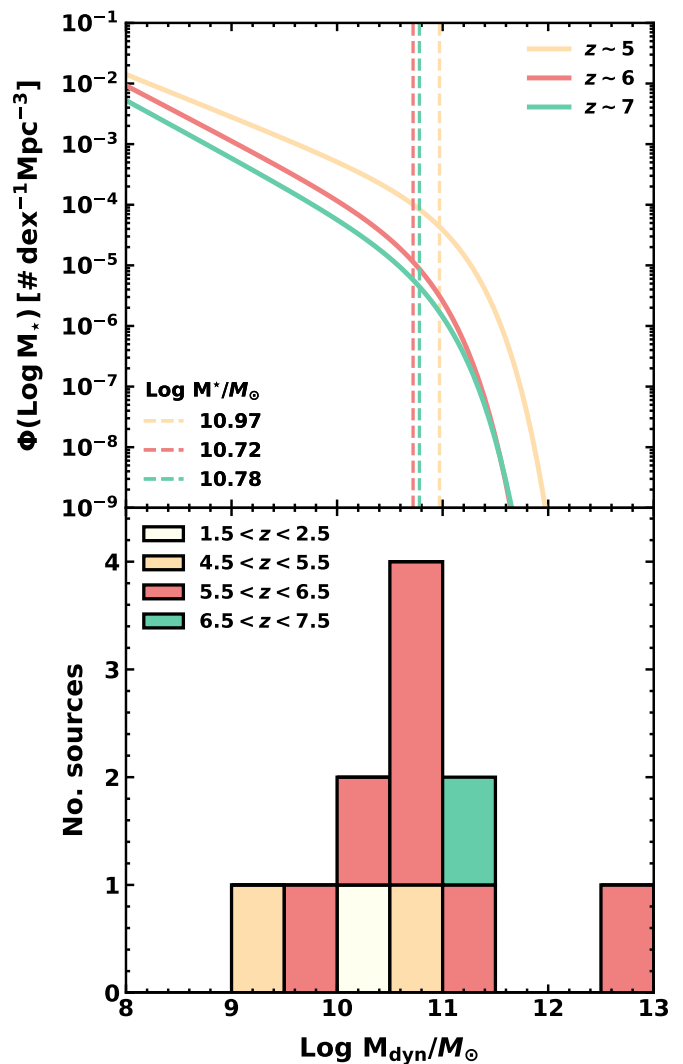 10⁻¹
10⁻²
10⁻³
10⁻⁴
10⁻⁵
10⁻⁶
10⁻⁷
10⁻⁸
10⁻⁹
Φ(Log M⋆) [# dex⁻¹Mpc⁻³]
z ~ 5
z ~ 6
z ~ 7
Log M*/M⊙
10.97
10.72
10.78
1.5 < z < 2.5
4.5 < z < 5.5
5.5 < z < 6.5
6.5 < z < 7.5
No. sources
4
3
2
1
0
8
9
10
11
12
13
Log M_dyn/M⊙